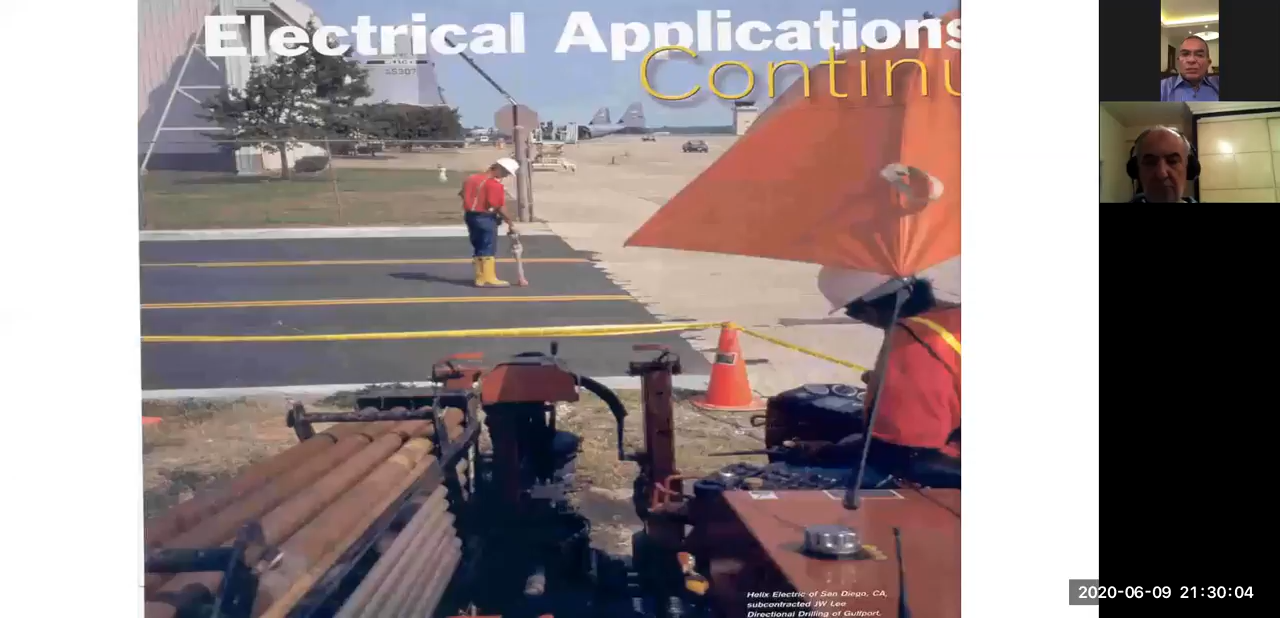 Electrical Applications
Continu
65307
Helix Electric of San Diego, CA,
subcontracted JW Lee
Directional Drilling of Gulfport,
2020-06-09 21:30:04